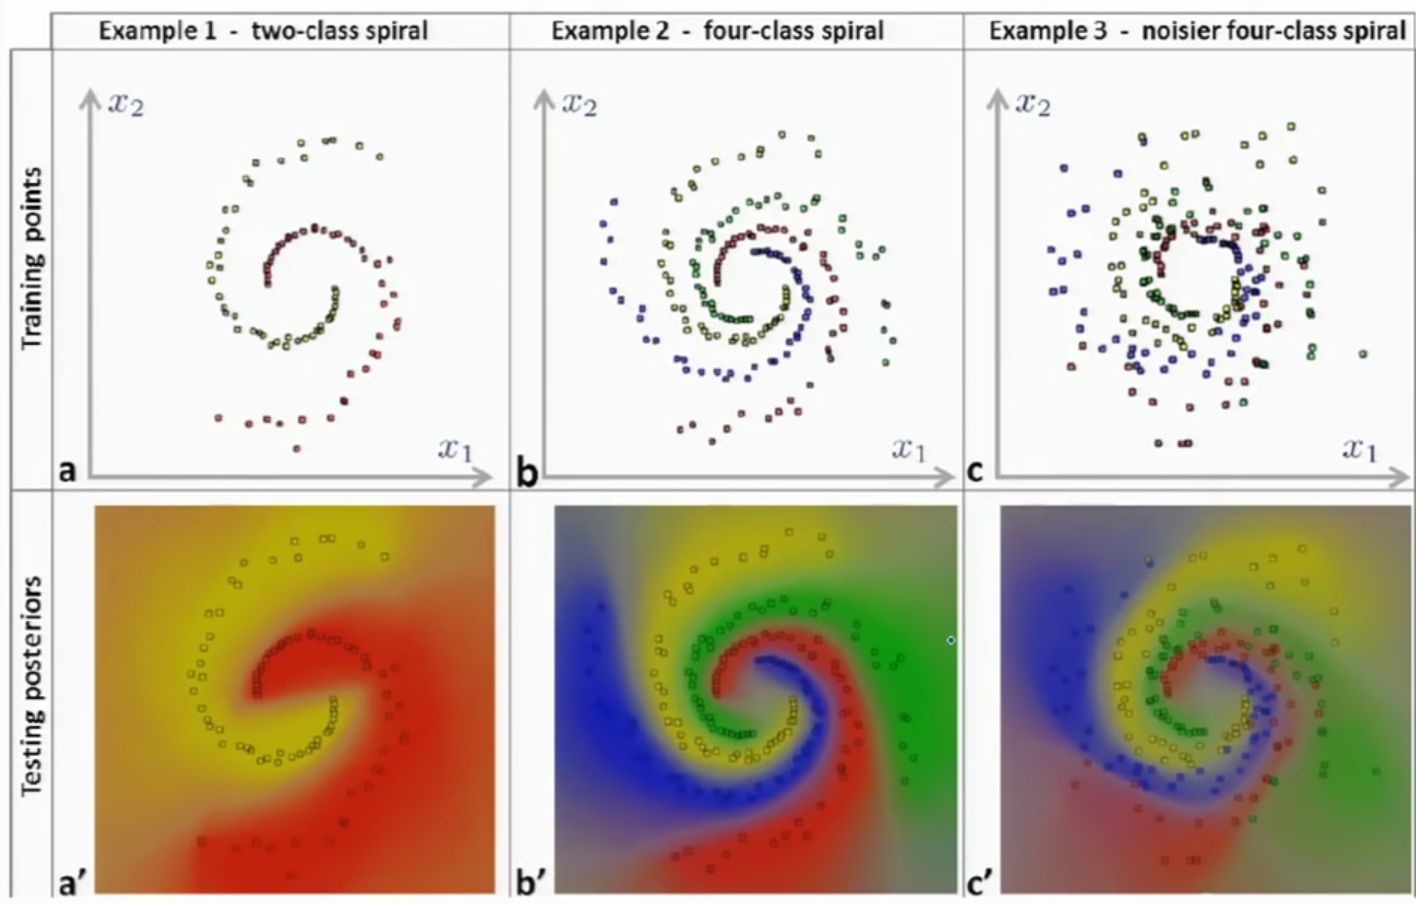 Example 1 - two-class spiral
Example 2 - four-class spiral
Example 3 - noisier four-class spiral
Training points
x₂
x₂
x₂
x₁
x₁
x₁
a
b
c
Testing posteriors
a′
b′
c′